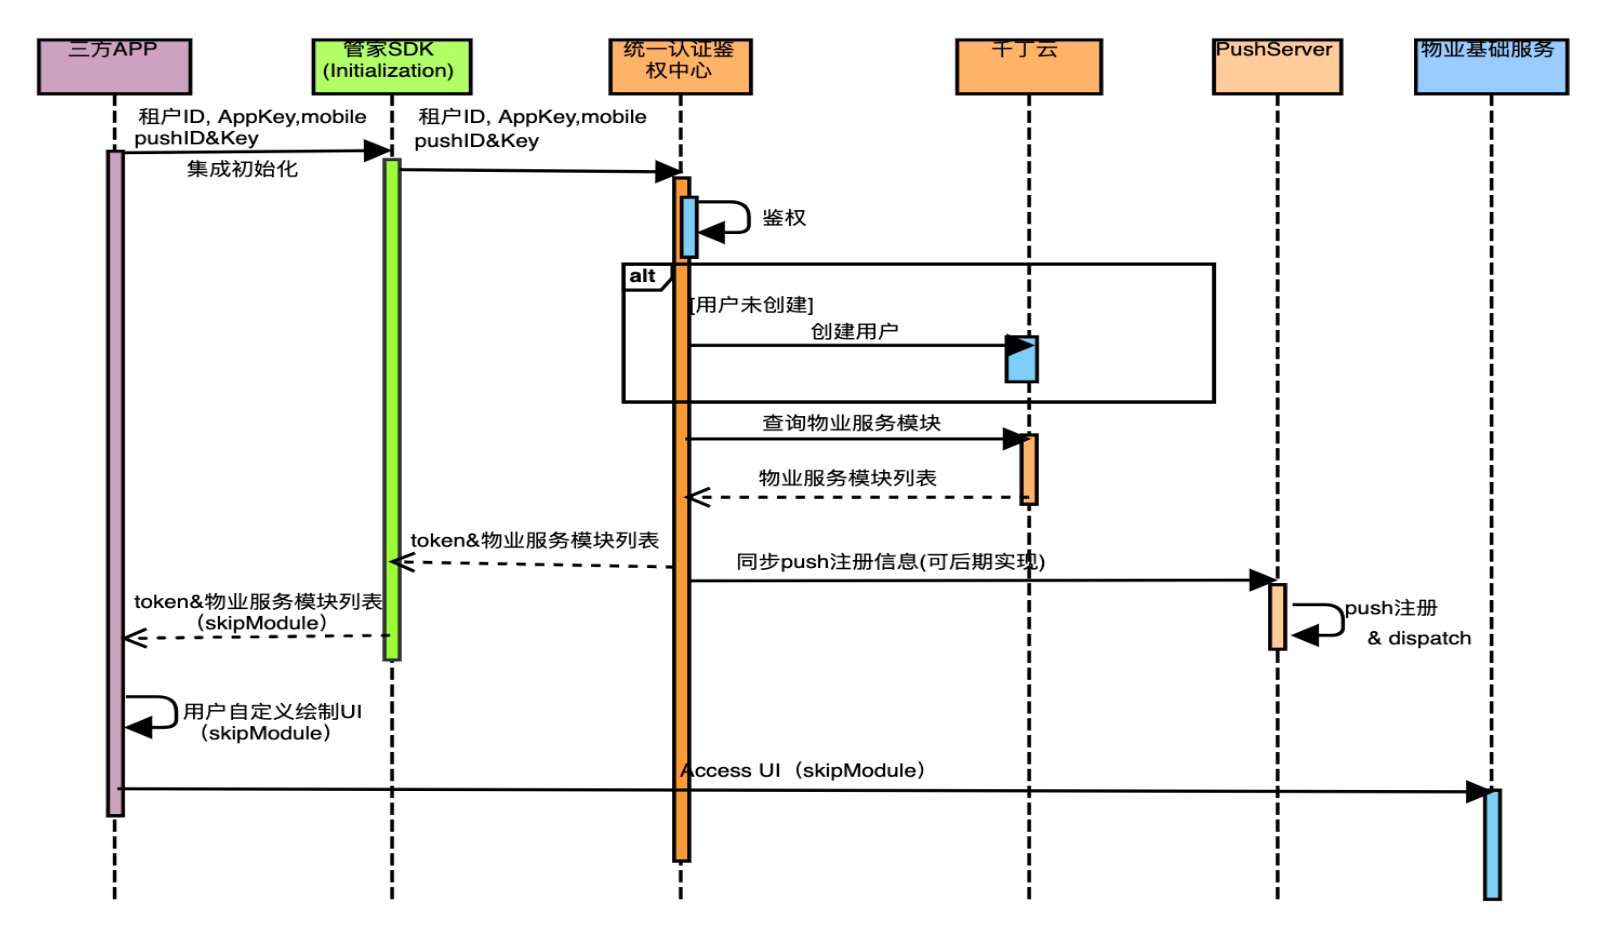 三方APP
管家SDK
(Initialization)
统一认证鉴
权中心
千丁云
PushServer
物业基础服务
租户ID, AppKey,mobile
pushID&Key
集成初始化
租户ID, AppKey,mobile
pushID&Key
鉴权
alt
[用户未创建]
创建用户
查询物业服务模块
物业服务模块列表
token&物业服务模块列表
同步push注册信息(可后期实现)
token&物业服务模块列表
（skipModule）
push注册
& dispatch
用户自定义绘制UI
（skipModule）
Access UI（skipModule）